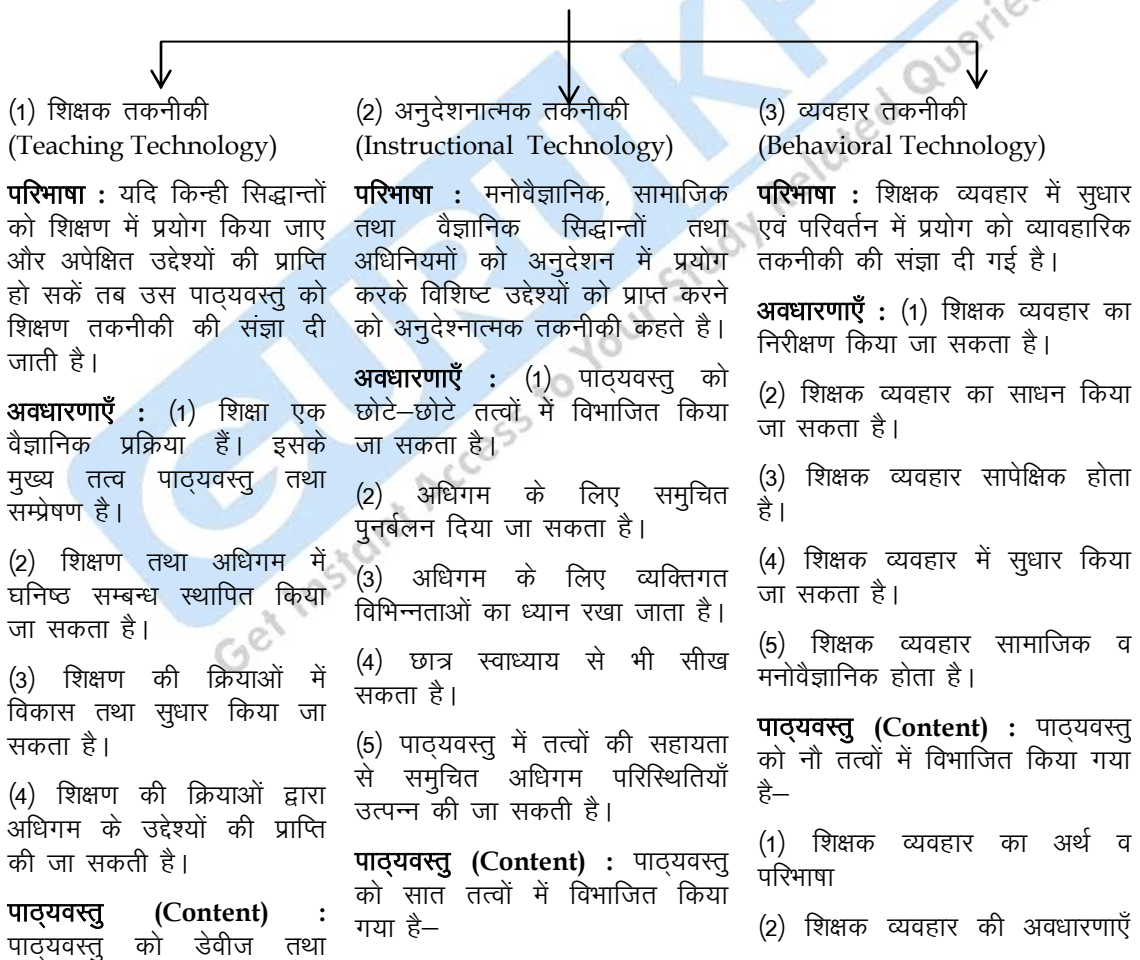 (1) शिक्षक तकनीकी
(Teaching Technology)
परिभाषा : यदि किन्ही सिद्धान्तों
को शिक्षण में प्रयोग किया जाए
और अपेक्षित उद्देश्यों की प्राप्ति
हो सकें तब उस पाठ्यवस्तु को
शिक्षण तकनीकी की संज्ञा दी
जाती है।
अवधारणाएँ : (1) शिक्षा एक
वैज्ञानिक प्रक्रिया हैं। इसके
मुख्य तत्व पाठ्यवस्तु तथा
सम्प्रेषण है।
(2) शिक्षण तथा अधिगम में
घनिष्ठ सम्बन्ध स्थापित किया
जा सकता है।
(3) शिक्षण की क्रियाओं में
विकास तथा सुधार किया जा
सकता है।
(4) शिक्षण की क्रियाओं द्वारा
अधिगम के उद्देश्यों की प्राप्ति
की जा सकती है।
पाठ्यवस्तु (Content) :
पाठ्यवस्तु को डेवीज तथा
(2) अनुदेशनात्मक तकनीकी
(Instructional Technology)
परिभाषा : मनोवैज्ञानिक, सामाजिक
तथा वैज्ञानिक सिद्धान्तों तथा
अधिनियमों को अनुदेशन में प्रयोग
करके विशिष्ट उद्देश्यों को प्राप्त करने
को अनुदेश्नात्मक तकनीकी कहते है।
अवधारणाएँ : (1) पाठ्यवस्तु को
छोटे–छोटे तत्वों में विभाजित किया
जा सकता है।
(2) अधिगम के लिए समुचित
पुनर्बलन दिया जा सकता है।
(3) अधिगम के लिए व्यक्तिगत
विभिन्नताओं का ध्यान रखा जाता है।
(4) छात्र स्वाध्याय से भी सीख
सकता है।
(5) पाठ्यवस्तु में तत्वों की सहायता
से समुचित अधिगम परिस्थितियाँ
उत्पन्न की जा सकती है।
पाठ्यवस्तु (Content) : पाठ्यवस्तु
को सात तत्वों में विभाजित किया
गया है–
(3) व्यवहार तकनीकी
(Behavioral Technology)
परिभाषा : शिक्षक व्यवहार में सुधार
एवं परिवर्तन में प्रयोग को व्यावहारिक
तकनीकी की संज्ञा दी गई है।
अवधारणाएँ : (1) शिक्षक व्यवहार का
निरीक्षण किया जा सकता है।
(2) शिक्षक व्यवहार का साधन किया
जा सकता है।
(3) शिक्षक व्यवहार सापेक्षिक होता
है।
(4) शिक्षक व्यवहार में सुधार किया
जा सकता है।
(5) शिक्षक व्यवहार सामाजिक व
मनोवैज्ञानिक होता है।
पाठ्यवस्तु (Content) : पाठ्यवस्तु
को नौ तत्वों में विभाजित किया गया
है–
(1) शिक्षक व्यवहार का अर्थ व
परिभाषा
(2) शिक्षक व्यवहार की अवधारणाएँ
Get Instant Access to Your Study Related Queries